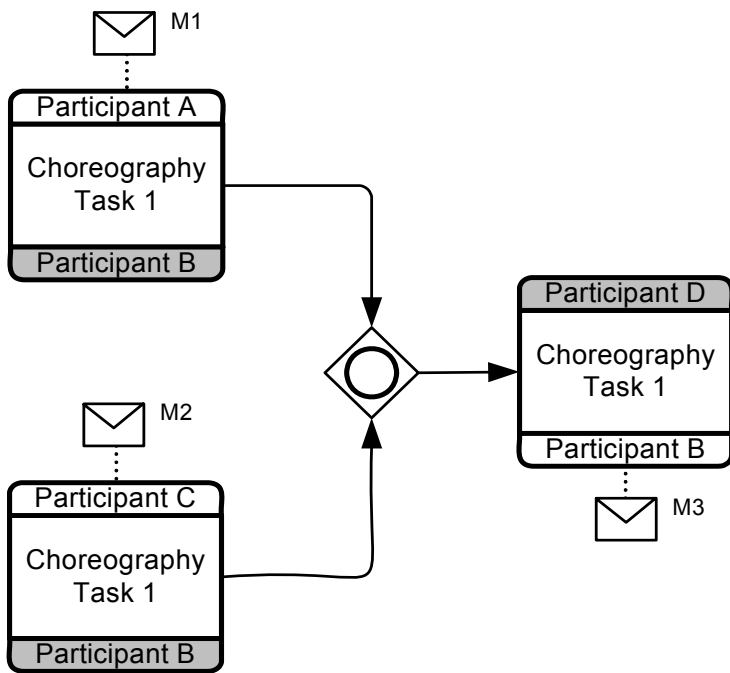 M1
Participant A
Choreography
Task 1
Participant B
Participant D
Choreography
Task 1
Participant B
M3
M2
Participant C
Choreography
Task 1
Participant B